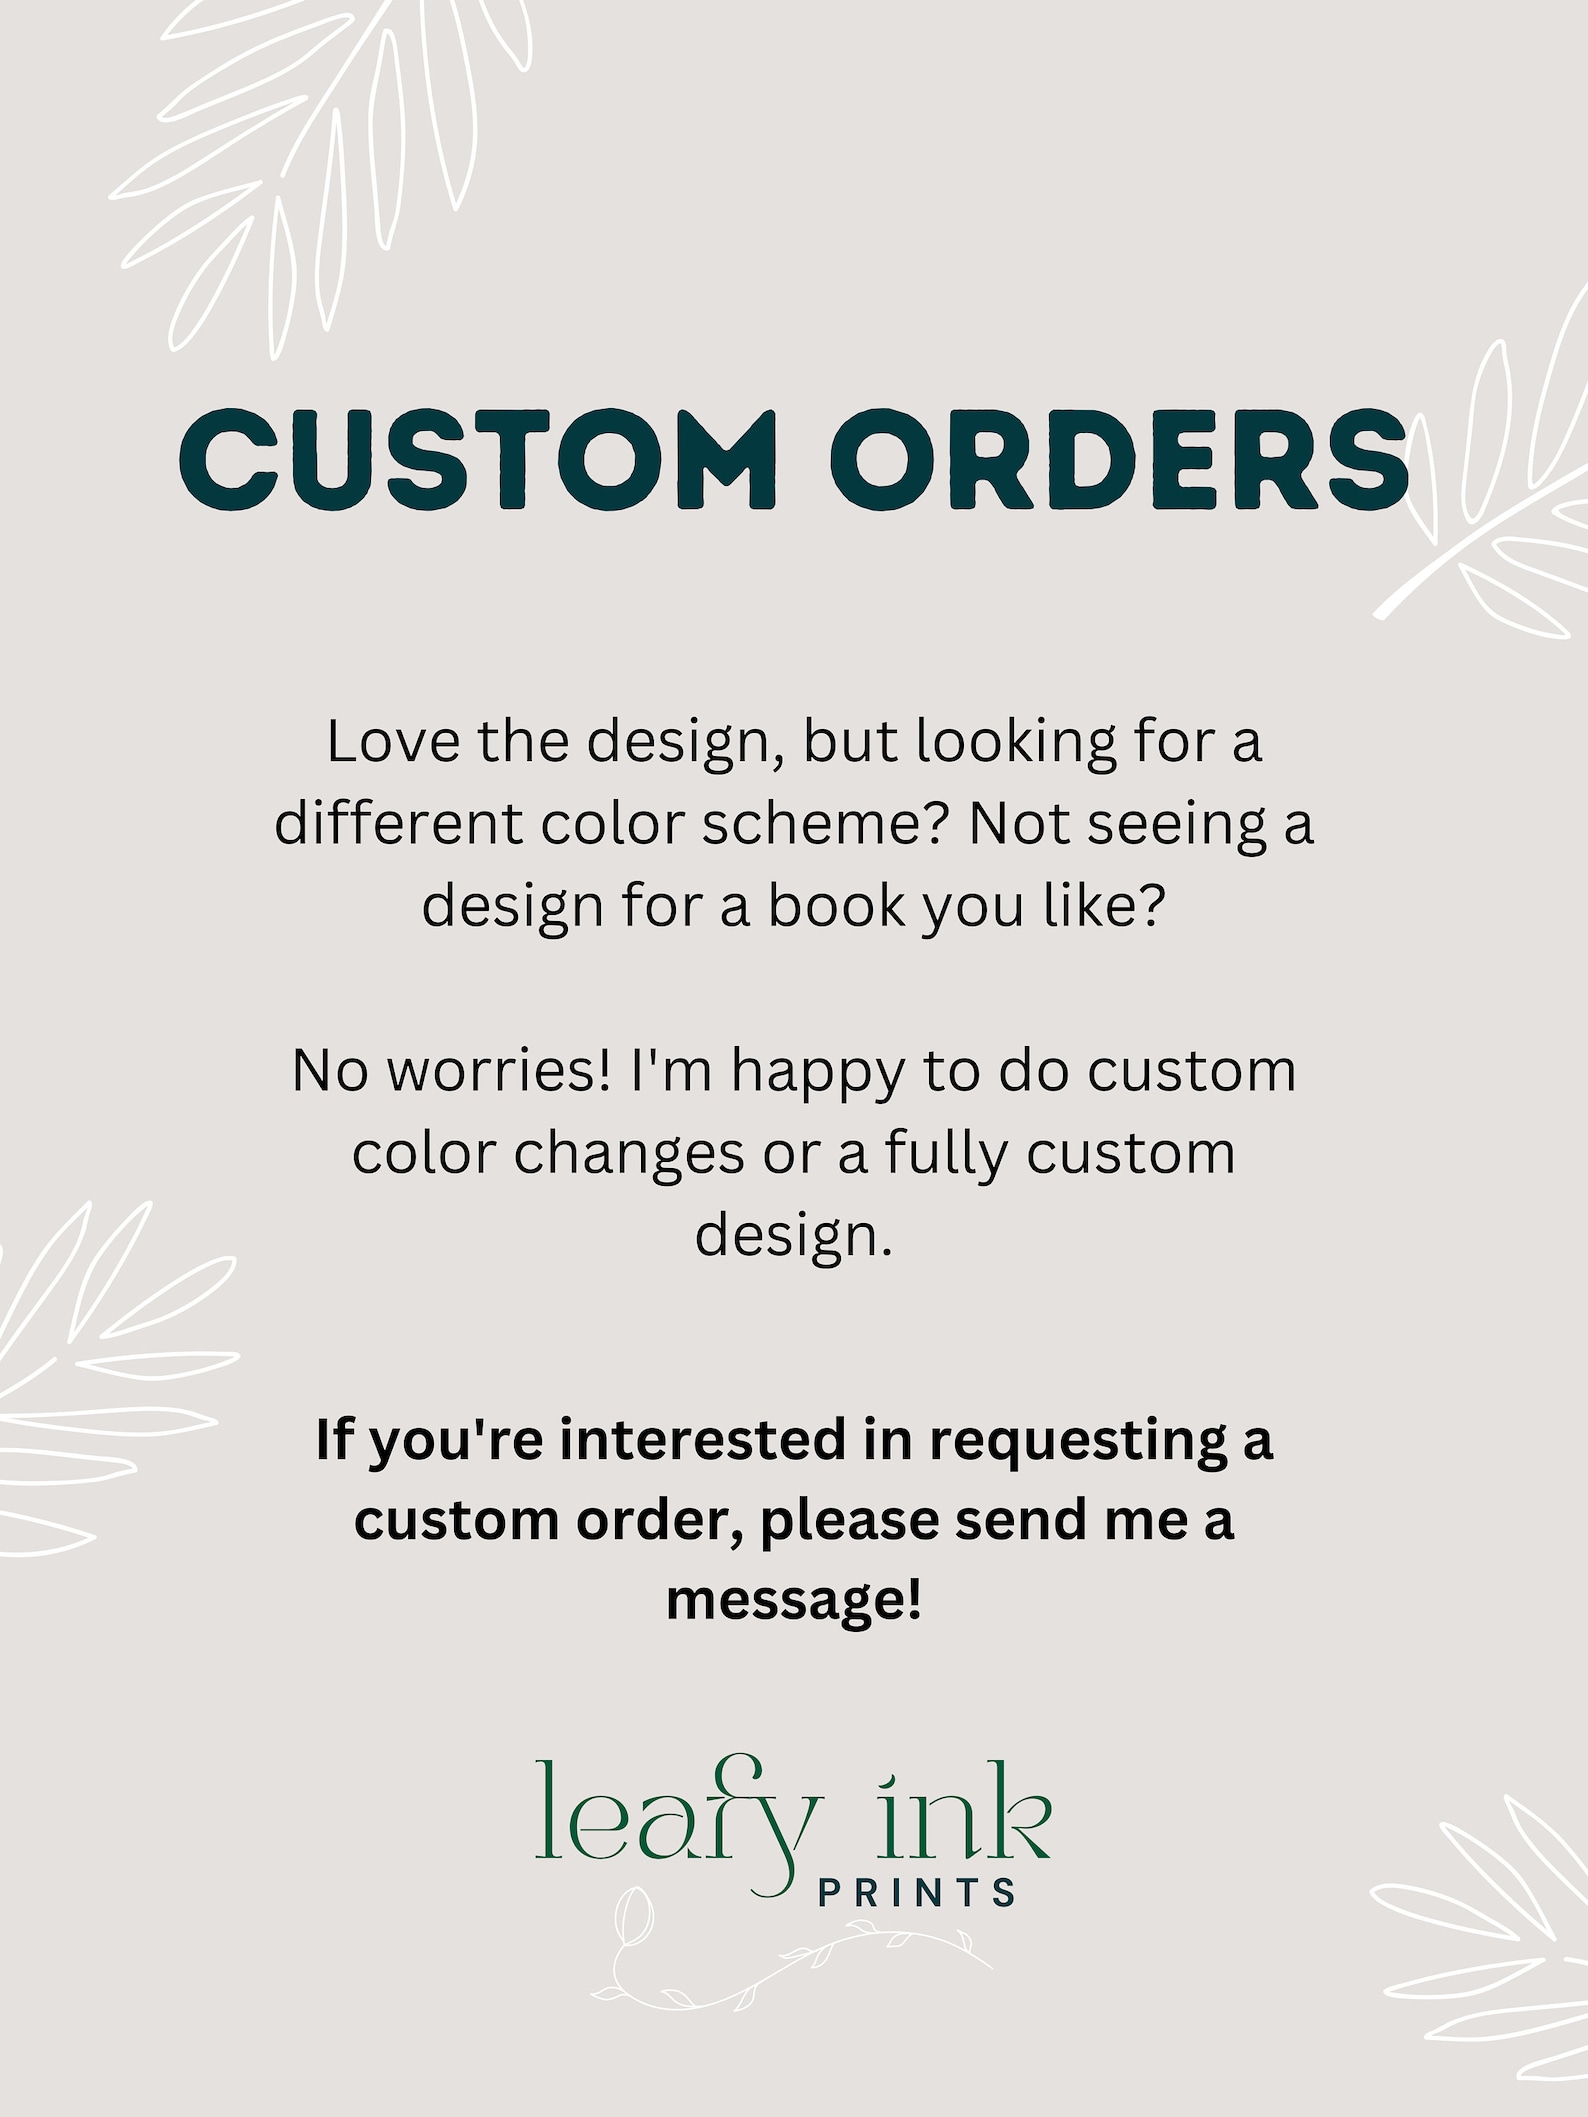 CUSTOM ORDERS
Love the design, but looking for a
different color scheme? Not seeing a
design for a book you like?
No worries! I'm happy to do custom
color changes or a fully custom
design.
If you're interested in requesting a
custom order, please send me a
message!
leafy ink
PRINTS